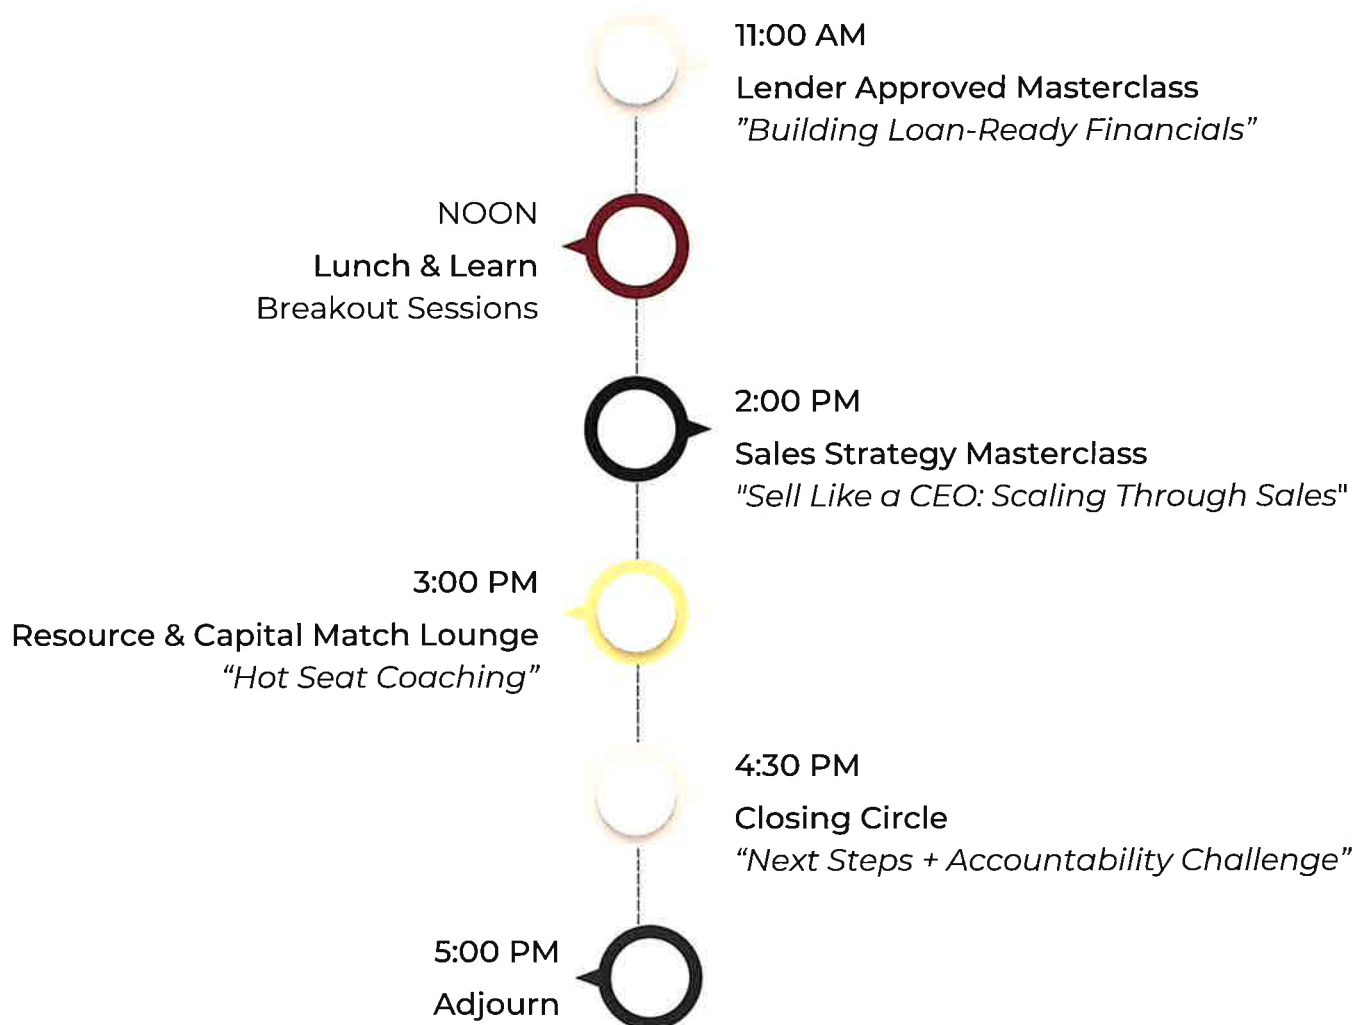 11:00 AM
Lender Approved Masterclass
”Building Loan-Ready Financials”
NOON
Lunch & Learn
Breakout Sessions
2:00 PM
Sales Strategy Masterclass
"Sell Like a CEO: Scaling Through Sales"
3:00 PM
Resource & Capital Match Lounge
“Hot Seat Coaching”
4:30 PM
Closing Circle
“Next Steps + Accountability Challenge”
5:00 PM
Adjourn